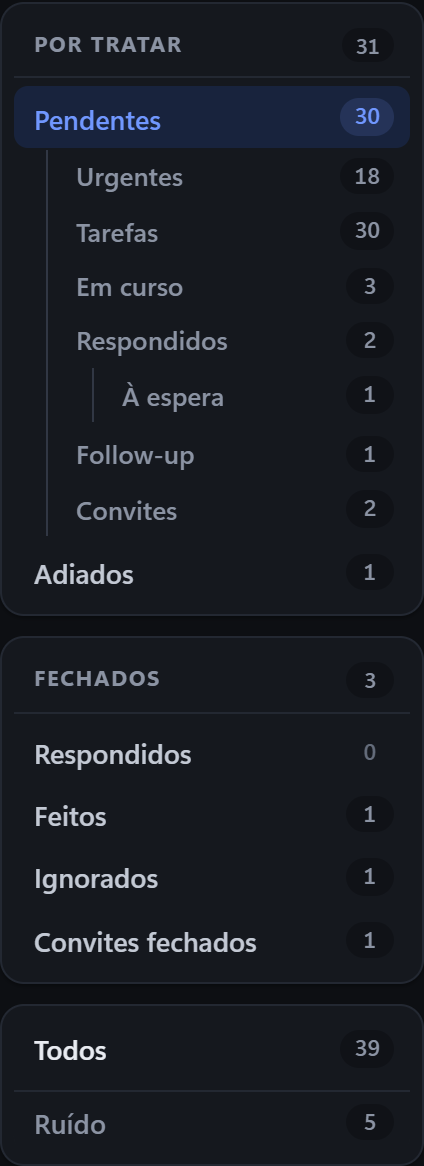 POR TRATAR 31
Pendentes 30
Urgentes 18
Tarefas 30
Em curso 3
Respondidos 2
À espera 1
Follow-up 1
Convites 2
Adiados 1
FECHADOS 3
Respondidos 0
Feitos 1
Ignorados 1
Convites fechados 1
Todos 39
Ruído 5